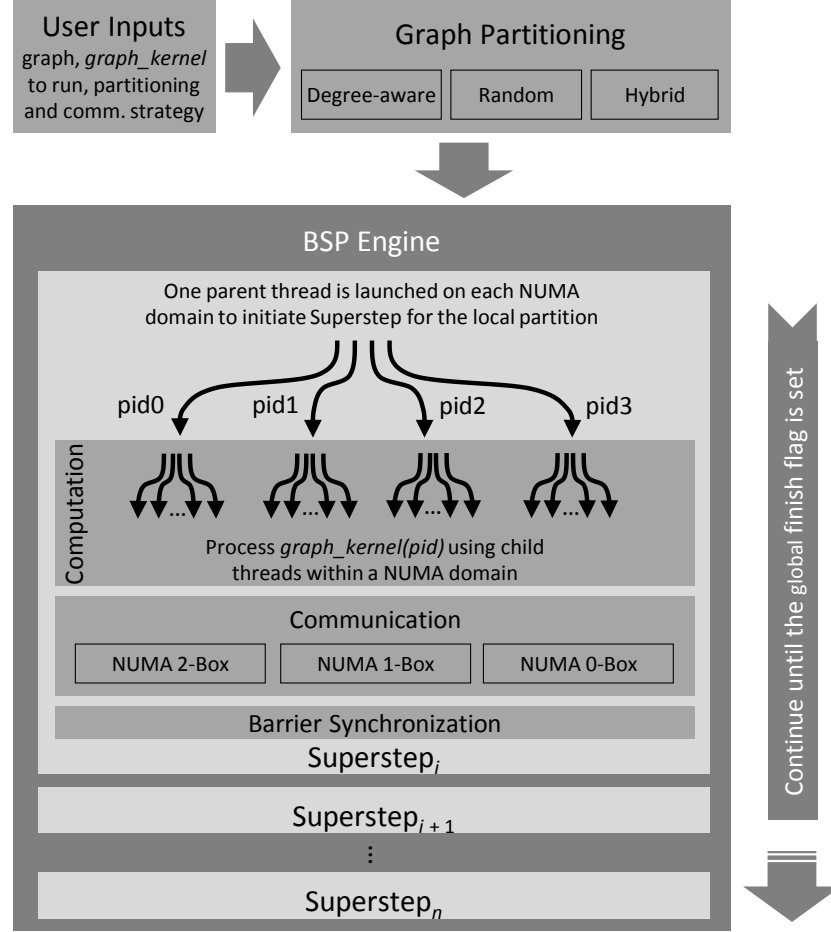 User Inputs
graph, graph_kernel
to run, partitioning
and comm. strategy
Graph Partitioning
Degree-aware
Random
Hybrid
BSP Engine
One parent thread is launched on each NUMA
domain to initiate Superstep for the local partition
pid0
pid1
pid2
pid3
Computation
...
...
...
...
Process graph_kernel(pid) using child
threads within a NUMA domain
Communication
NUMA 2-Box
NUMA 1-Box
NUMA 0-Box
Barrier Synchronization
Superstep_i
Superstep_{i + 1}
⋮
Superstep_n
Continue until the global finish flag is set